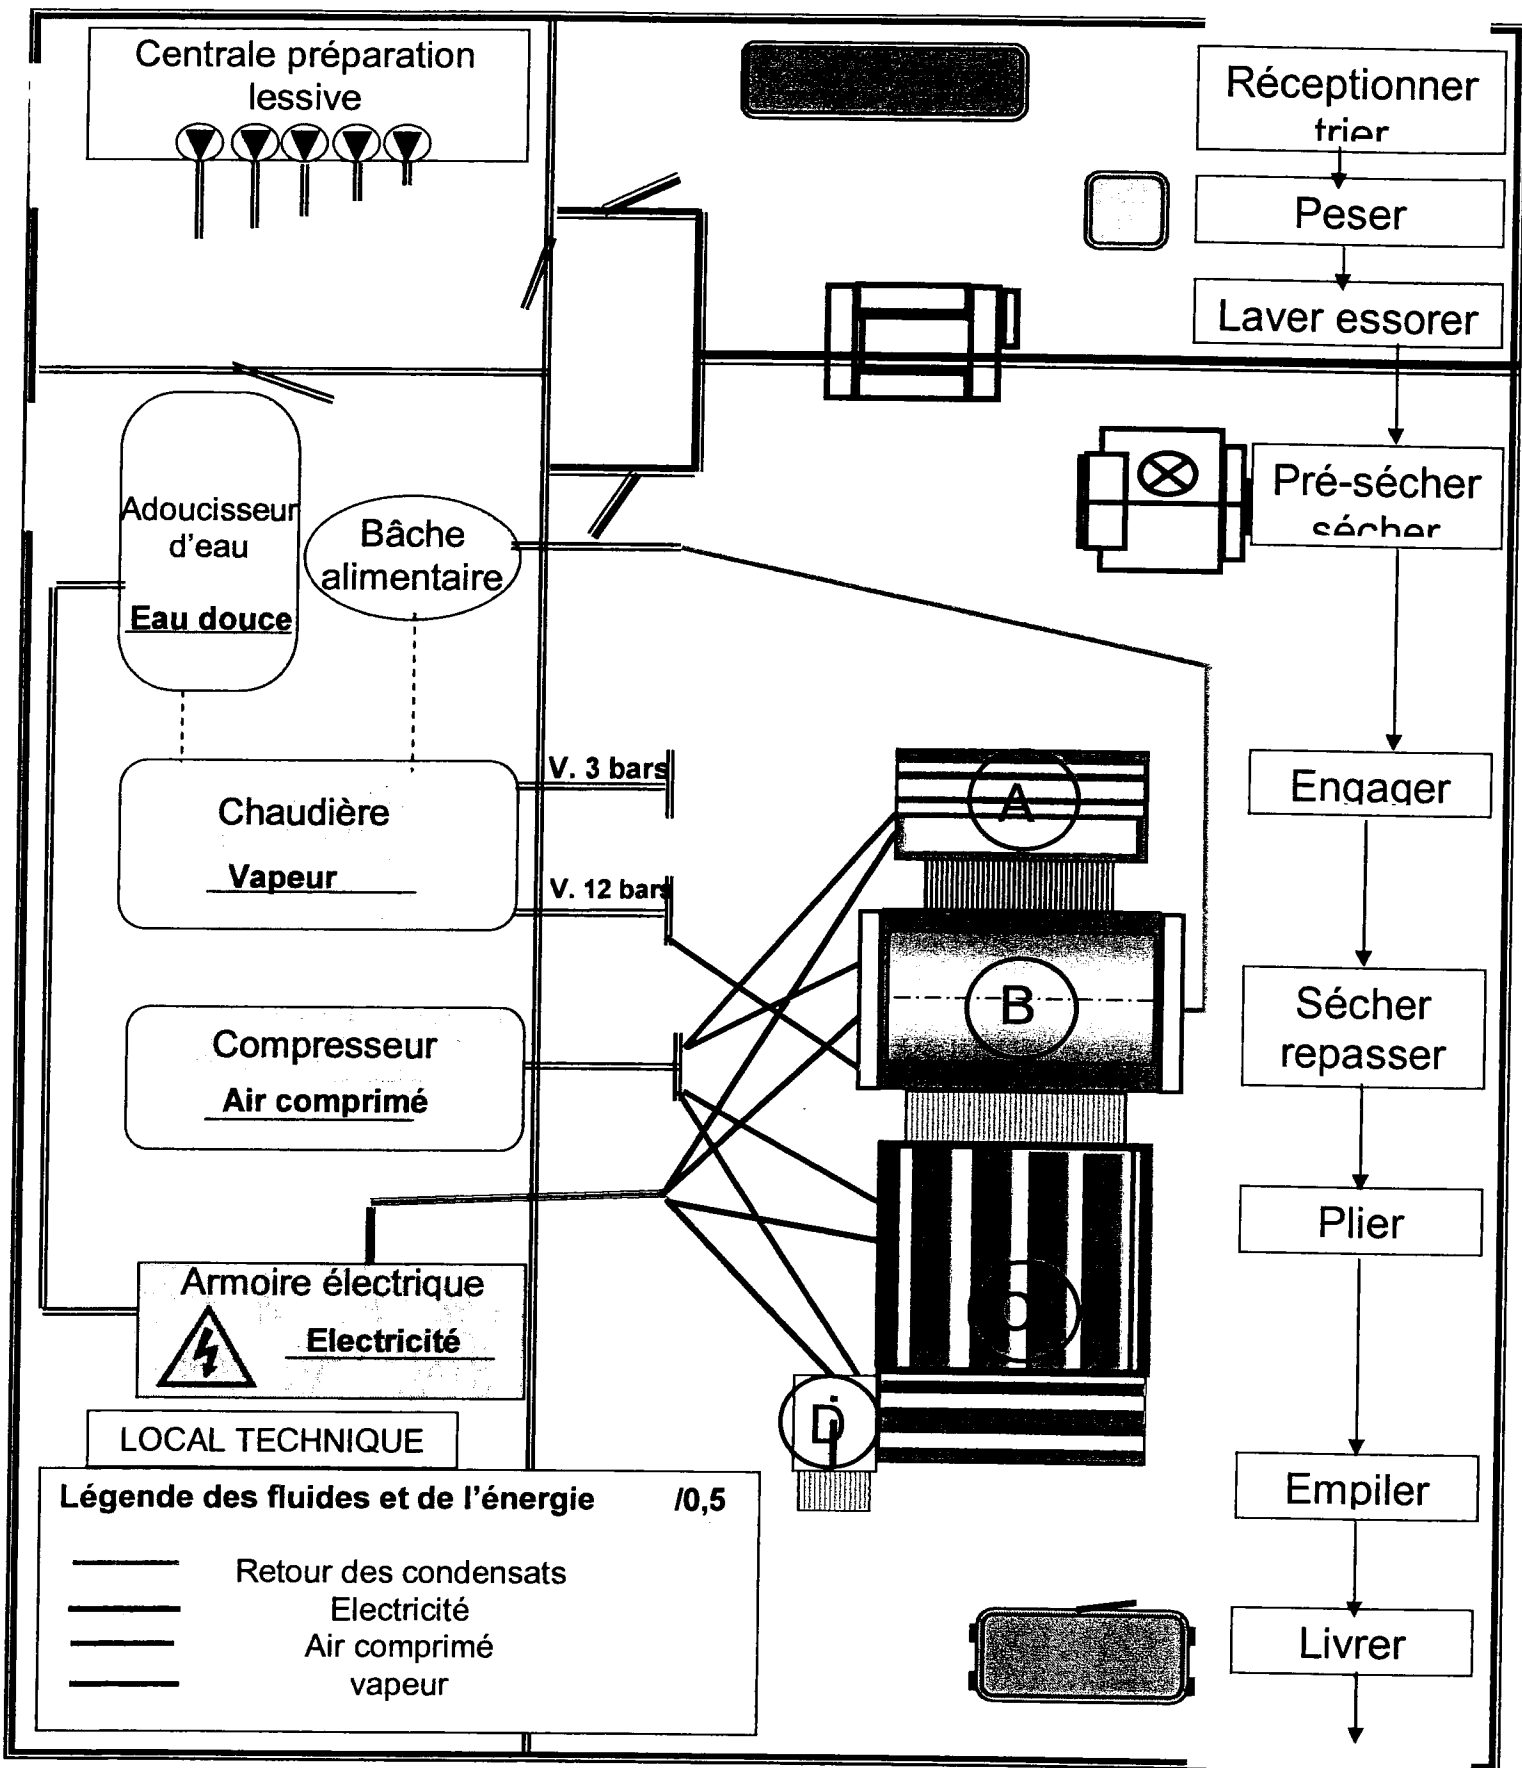 Centrale préparation
lessive
Réceptionner
trier
Peser
Laver essorer
Pré-sécher
sécher
Engager
Sécher
repasser
Plier
Empiler
Livrer
Adoucisseur
d'eau
Eau douce
Bâche
alimentaire
Chaudière
Vapeur
V. 3 bars
V. 12 bars
Compresseur
Air comprimé
Armoire électrique
Electricité
A
B
C
D
LOCAL TECHNIQUE
Légende des fluides et de l'énergie /0,5
Retour des condensats
Electricité
Air comprimé
vapeur